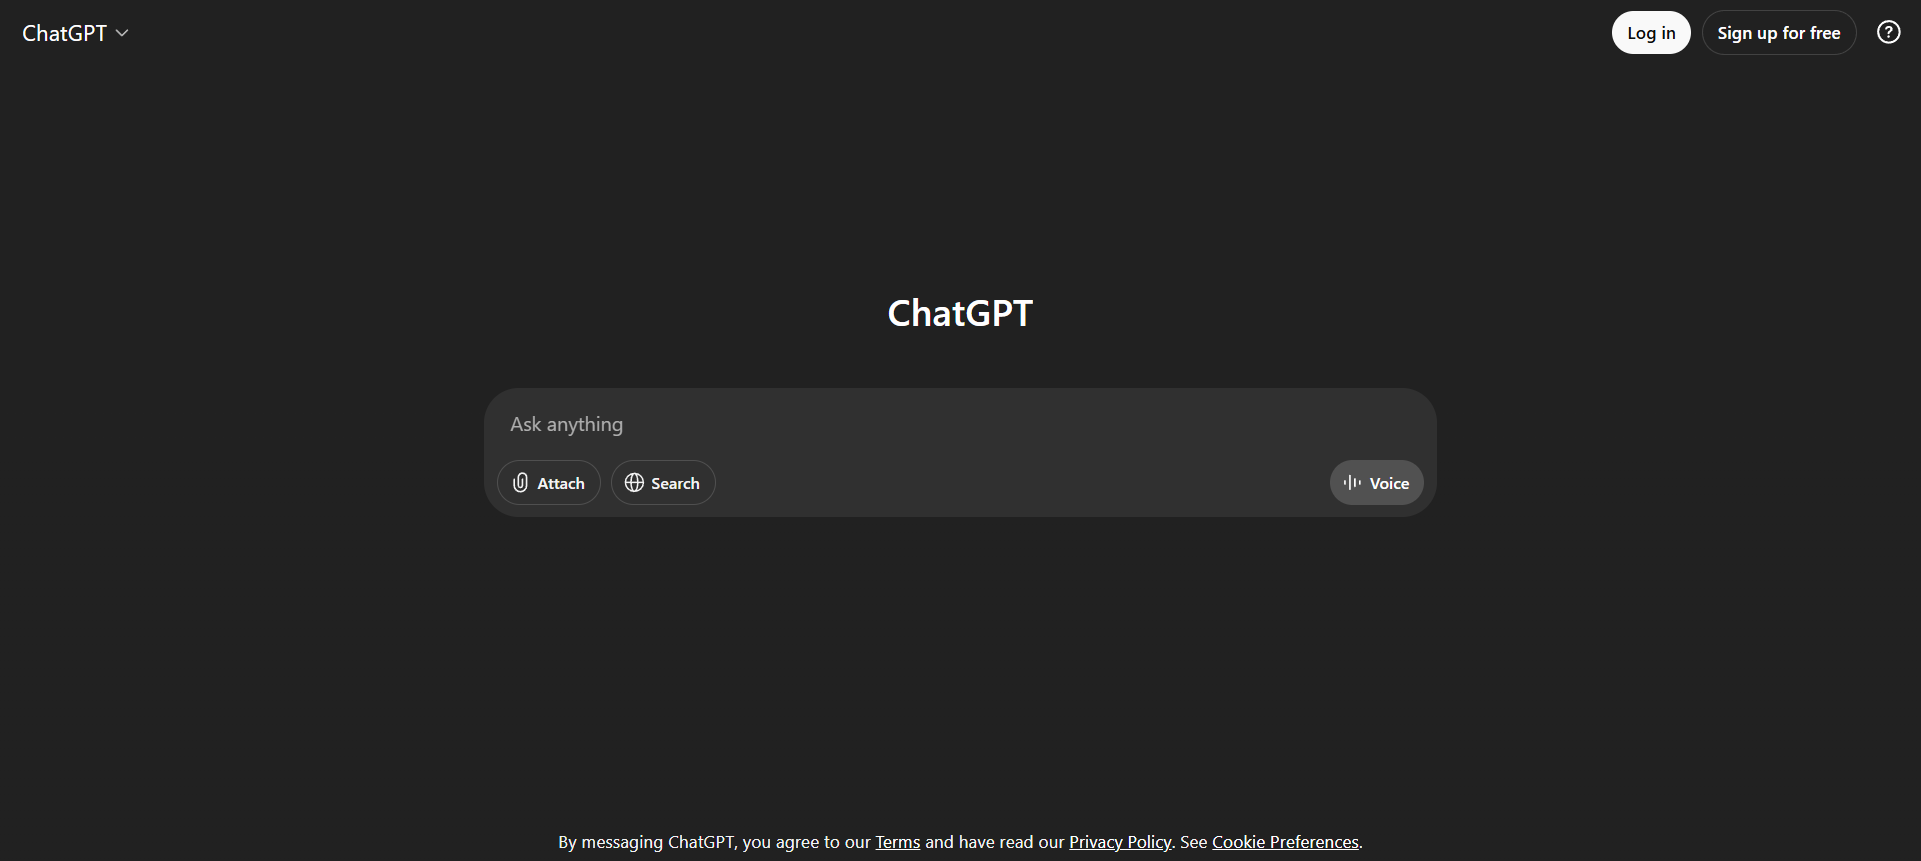 ChatGPT
Log in
Sign up for free
?
ChatGPT
Ask anything
Attach
Search
Voice
By messaging ChatGPT, you agree to our Terms and have read our Privacy Policy. See Cookie Preferences.